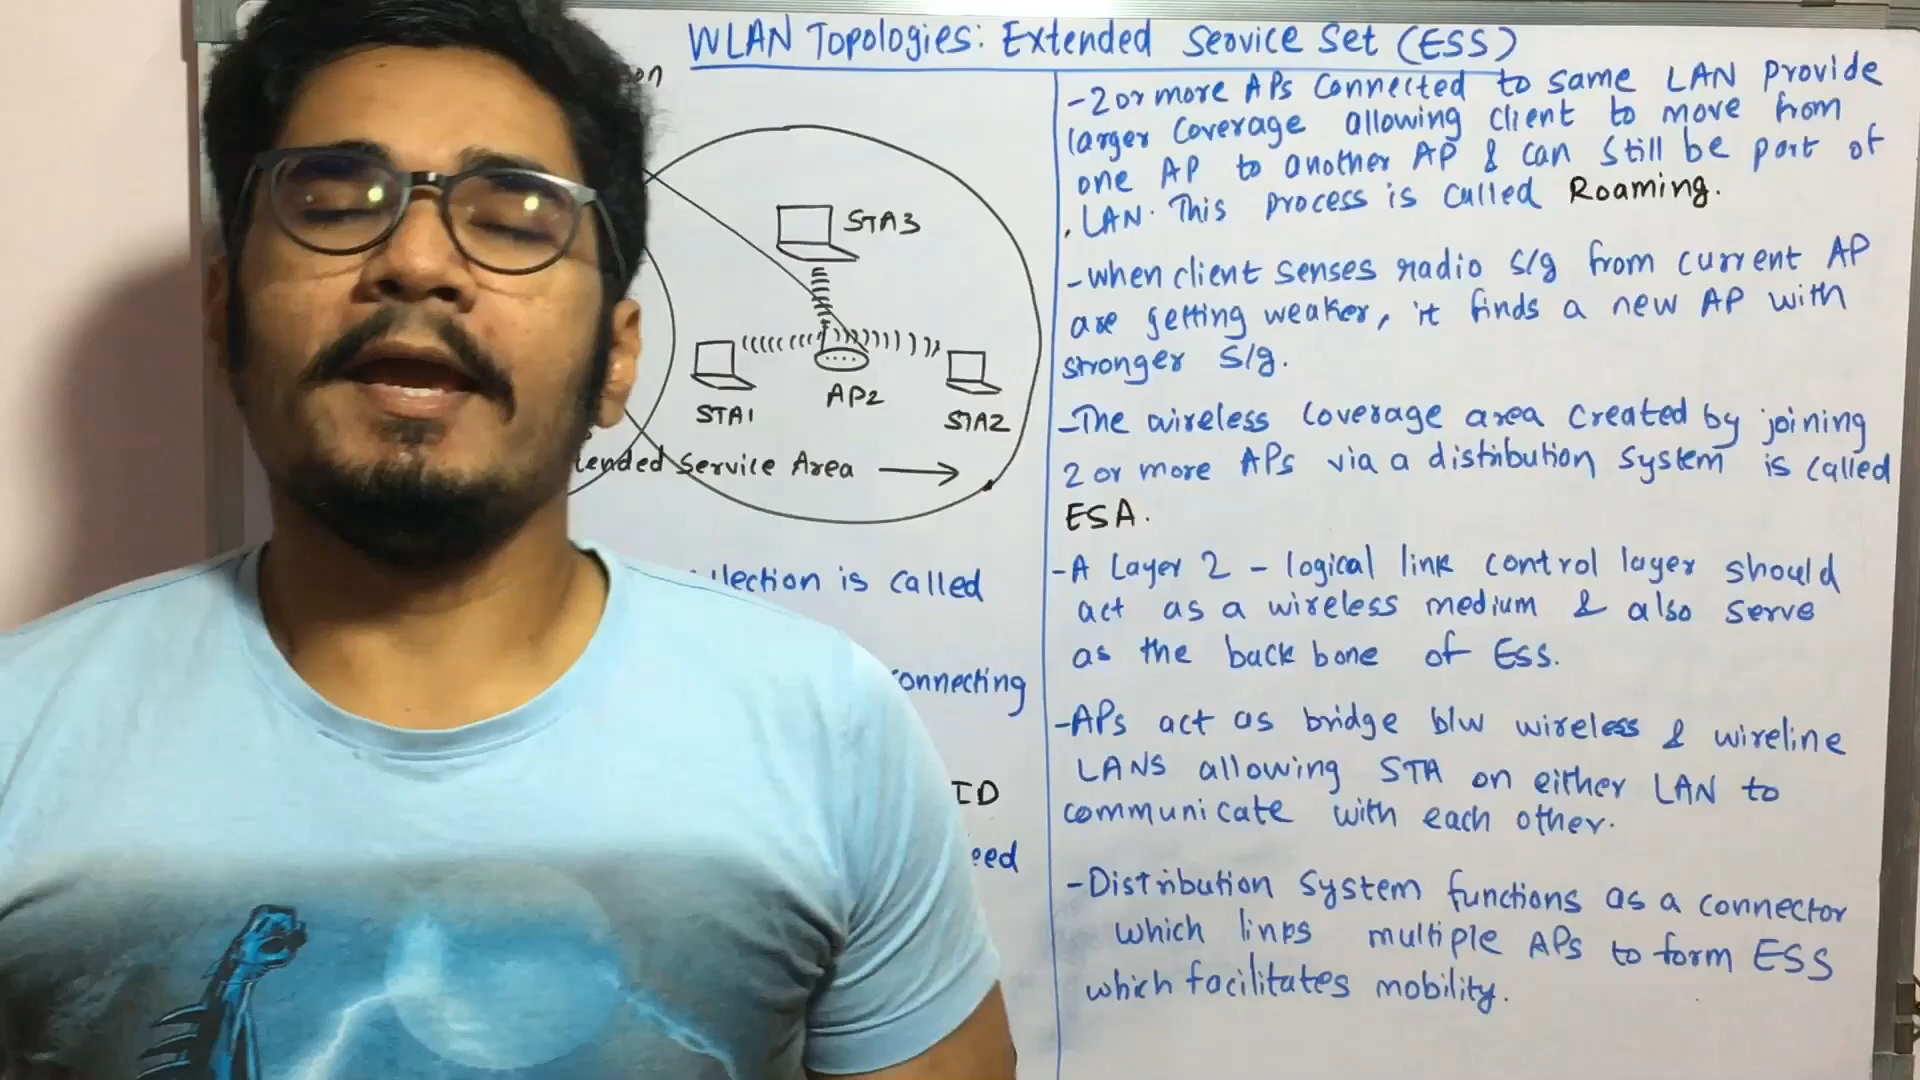 WLAN Topologies: Extended Service Set (ESS)
on
STA3
STA1
AP2
STA2
tended Service Area
llection is called
onnecting
ID
eed
-2 or more APs Connected to same LAN provide
larger Coverage allowing client to move from
one AP to another AP & can still be part of
LAN. This process is called Roaming.
-when client senses radio s/g from current AP
are getting weaker, it finds a new AP with
stronger s/g.
-The wireless coverage area created by joining
2 or more APs via a distribution system is called
ESA.
-A Layer 2 - logical link control layer should
act as a wireless medium & also serve
as the back bone of ESS.
-APs act as bridge b/w wireless & wireline
LANs allowing STA on either LAN to
communicate with each other.
-Distribution System functions as a connector
which links multiple APs to form ESS
which facilitates mobility.